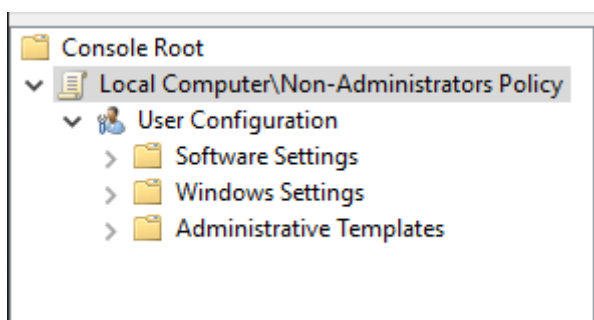 Console Root
Local Computer\Non-Administrators Policy
User Configuration
Software Settings
Windows Settings
Administrative Templates